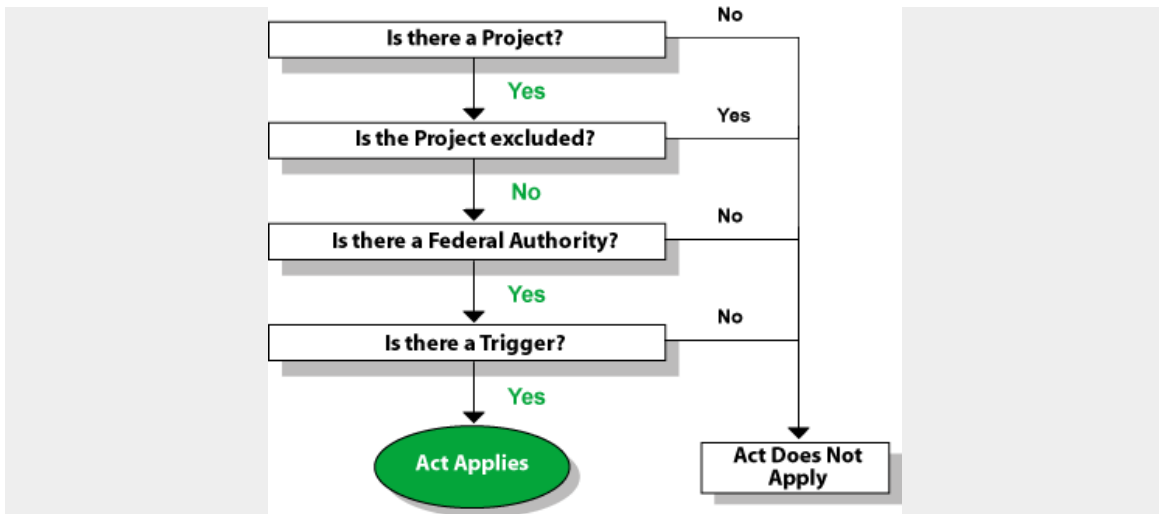 No
Is there a Project?
Yes
Yes
Is the Project excluded?
No
No
Is there a Federal Authority?
Yes
No
Is there a Trigger?
Yes
Act Applies
Act Does Not
Apply